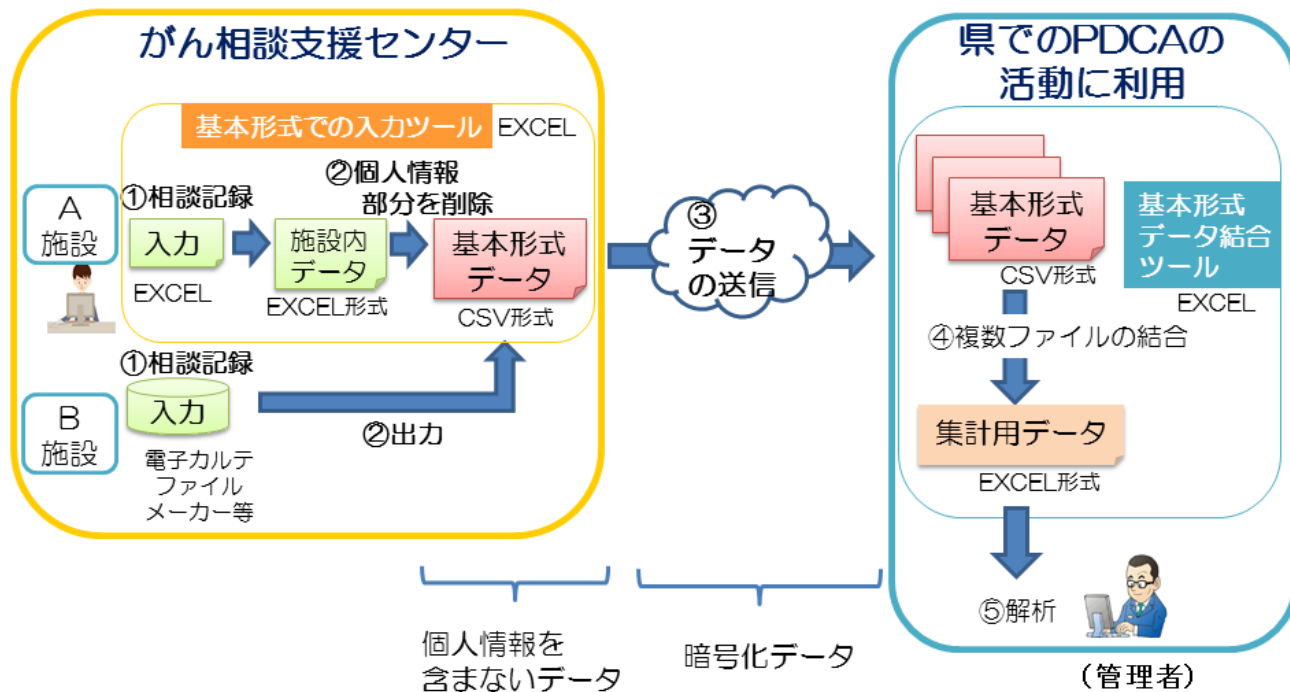 がん相談支援センター
基本形式での入力ツール EXCEL
A
施設
①相談記録
入力
EXCEL
施設内
データ
EXCEL形式
②個人情報
部分を削除
基本形式
データ
CSV形式
B
施設
①相談記録
入力
電子カルテ
ファイル
メーカー等
②出力
③
データ
の送信
個人情報を
含まないデータ
暗号化データ
県でのPDCAの
活動に利用
基本形式
データ
CSV形式
基本形式
データ結合
ツール
EXCEL
④複数ファイルの結合
集計用データ
EXCEL形式
⑤解析
(管理者)